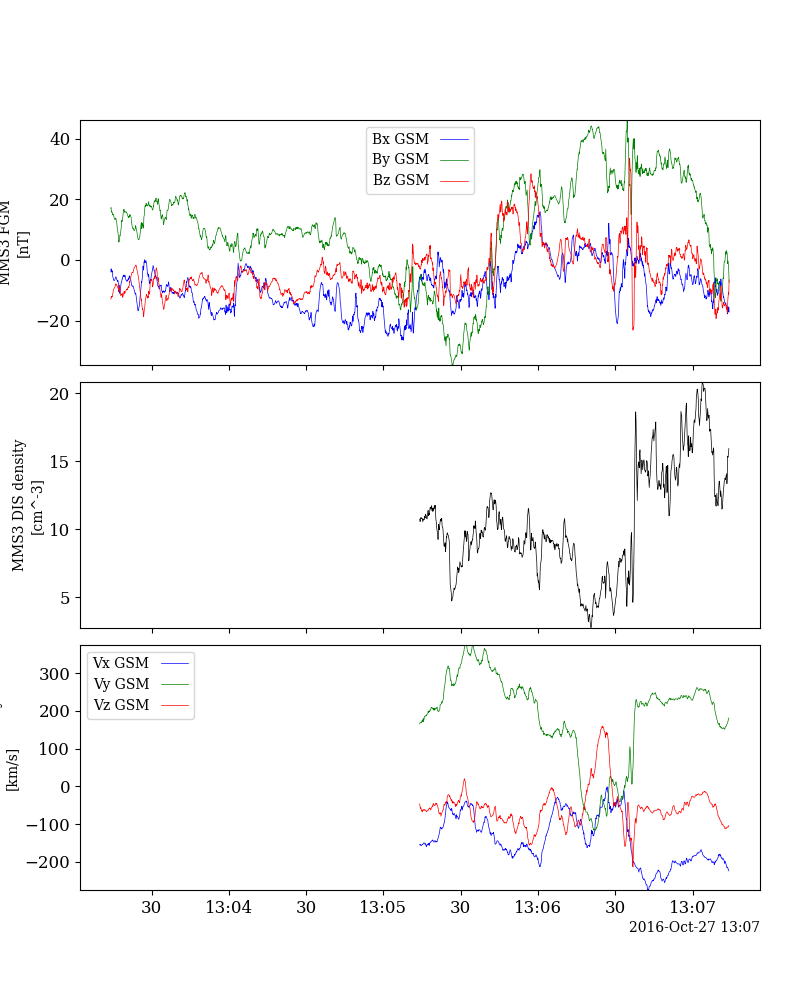 Bx GSM
By GSM
Bz GSM
40
20
0
−20
MMS3 FGM
[nT]
20
15
10
5
MMS3 DIS density
[cm^-3]
Vx GSM
Vy GSM
Vz GSM
300
200
100
0
−100
−200
[km/s]
30 13:04 30 13:05 30 13:06 30 13:07
2016-Oct-27 13:07